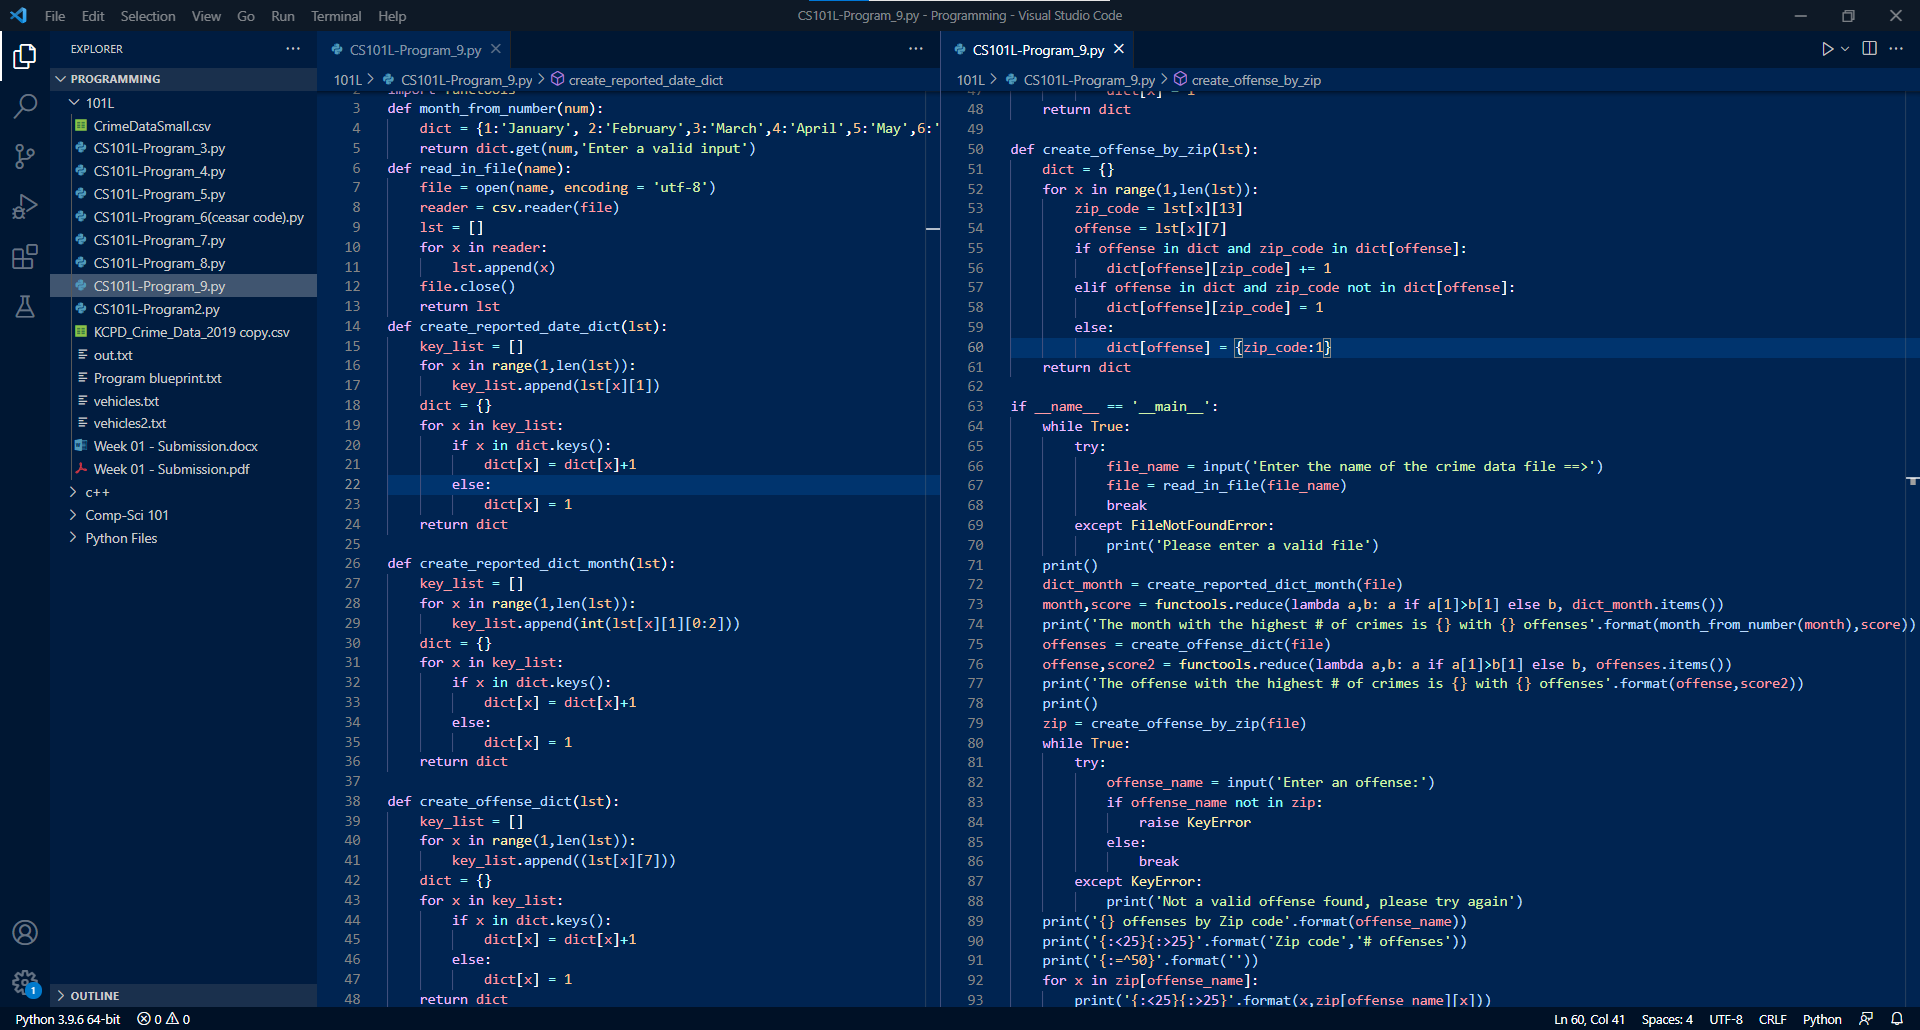 File Edit Selection View Go Run Terminal Help
CS101L-Program_9.py - Programming - Visual Studio Code
EXPLORER
PROGRAMMING
101L
CrimeDataSmall.csv
CS101L-Program_3.py
CS101L-Program_4.py
CS101L-Program_5.py
CS101L-Program_6(ceasar code).py
CS101L-Program_7.py
CS101L-Program_8.py
CS101L-Program_9.py
CS101L-Program2.py
KCPD_Crime_Data_2019 copy.csv
out.txt
Program blueprint.txt
vehicles.txt
vehicles2.txt
Week 01 - Submission.docx
Week 01 - Submission.pdf
c++
Comp-Sci 101
Python Files
OUTLINE
CS101L-Program_9.py
101L > CS101L-Program_9.py > create_reported_date_dict
2 import functools
3 def month_from_number(num):
4     dict = {1:'January', 2:'February',3:'March',4:'April',5:'May',6:'
5     return dict.get(num,'Enter a valid input')
6 def read_in_file(name):
7     file = open(name, encoding = 'utf-8')
8     reader = csv.reader(file)
9     lst = []
10     for x in reader:
11         lst.append(x)
12     file.close()
13     return lst
14 def create_reported_date_dict(lst):
15     key_list = []
16     for x in range(1,len(lst)):
17         key_list.append(lst[x][1])
18     dict = {}
19     for x in key_list:
20         if x in dict.keys():
21             dict[x] = dict[x]+1
22         else:
23             dict[x] = 1
24     return dict
25
26 def create_reported_dict_month(lst):
27     key_list = []
28     for x in range(1,len(lst)):
29         key_list.append(int(lst[x][1][0:2]))
30     dict = {}
31     for x in key_list:
32         if x in dict.keys():
33             dict[x] = dict[x]+1
34         else:
35             dict[x] = 1
36     return dict
37
38 def create_offense_dict(lst):
39     key_list = []
40     for x in range(1,len(lst)):
41         key_list.append((lst[x][7]))
42     dict = {}
43     for x in key_list:
44         if x in dict.keys():
45             dict[x] = dict[x]+1
46         else:
47             dict[x] = 1
48     return dict
CS101L-Program_9.py
101L > CS101L-Program_9.py > create_offense_by_zip
47             dict[x] = 1
48     return dict
49
50 def create_offense_by_zip(lst):
51     dict = {}
52     for x in range(1,len(lst)):
53         zip_code = lst[x][13]
54         offense = lst[x][7]
55         if offense in dict and zip_code in dict[offense]:
56             dict[offense][zip_code] += 1
57         elif offense in dict and zip_code not in dict[offense]:
58             dict[offense][zip_code] = 1
59         else:
60             dict[offense] = {zip_code:1}
61     return dict
62
63 if __name__ == '__main__':
64     while True:
65         try:
66             file_name = input('Enter the name of the crime data file ==>')
67             file = read_in_file(file_name)
68             break
69         except FileNotFoundError:
70             print('Please enter a valid file')
71     print()
72     dict_month = create_reported_dict_month(file)
73     month,score = functools.reduce(lambda a,b: a if a[1]>b[1] else b, dict_month.items())
74     print('The month with the highest # of crimes is {} with {} offenses'.format(month_from_number(month),score))
75     offenses = create_offense_dict(file)
76     offense,score2 = functools.reduce(lambda a,b: a if a[1]>b[1] else b, offenses.items())
77     print('The offense with the highest # of crimes is {} with {} offenses'.format(offense,score2))
78     print()
79     zip = create_offense_by_zip(file)
80     while True:
81         try:
82             offense_name = input('Enter an offense:')
83             if offense_name not in zip:
84                 raise KeyError
85             else:
86                 break
87         except KeyError:
88             print('Not a valid offense found, please try again')
89     print('{} offenses by Zip code'.format(offense_name))
90     print('{:<25}{:>25}'.format('Zip code','# offenses'))
91     print('{:=^50}'.format(''))
92     for x in zip[offense_name]:
93         print('{:<25}{:>25}'.format(x,zip[offense_name][x]))
1
Python 3.9.6 64-bit 0 0
Ln 60, Col 41 Spaces: 4 UTF-8 CRLF Python